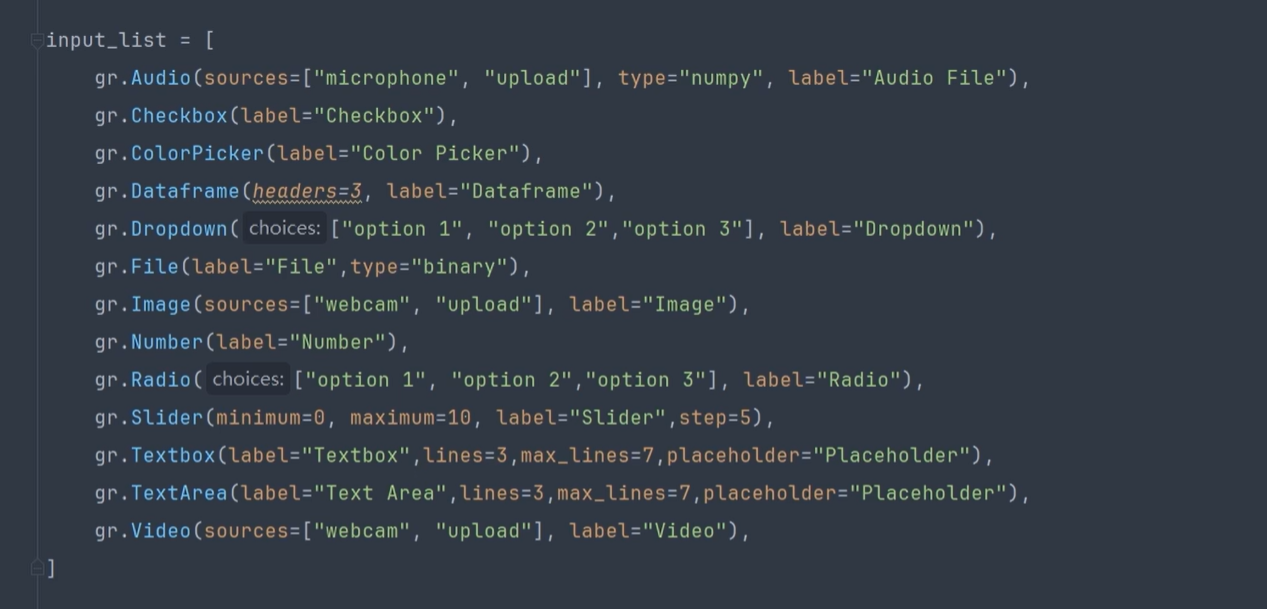 input_list = [
    gr.Audio(sources=["microphone", "upload"], type="numpy", label="Audio File"),
    gr.Checkbox(label="Checkbox"),
    gr.ColorPicker(label="Color Picker"),
    gr.Dataframe(headers=3, label="Dataframe"),
    gr.Dropdown( choices: ["option 1", "option 2","option 3"], label="Dropdown"),
    gr.File(label="File",type="binary"),
    gr.Image(sources=["webcam", "upload"], label="Image"),
    gr.Number(label="Number"),
    gr.Radio( choices: ["option 1", "option 2","option 3"], label="Radio"),
    gr.Slider(minimum=0, maximum=10, label="Slider",step=5),
    gr.Textbox(label="Textbox",lines=3,max_lines=7,placeholder="Placeholder"),
    gr.TextArea(label="Text Area",lines=3,max_lines=7,placeholder="Placeholder"),
    gr.Video(sources=["webcam", "upload"], label="Video"),
]